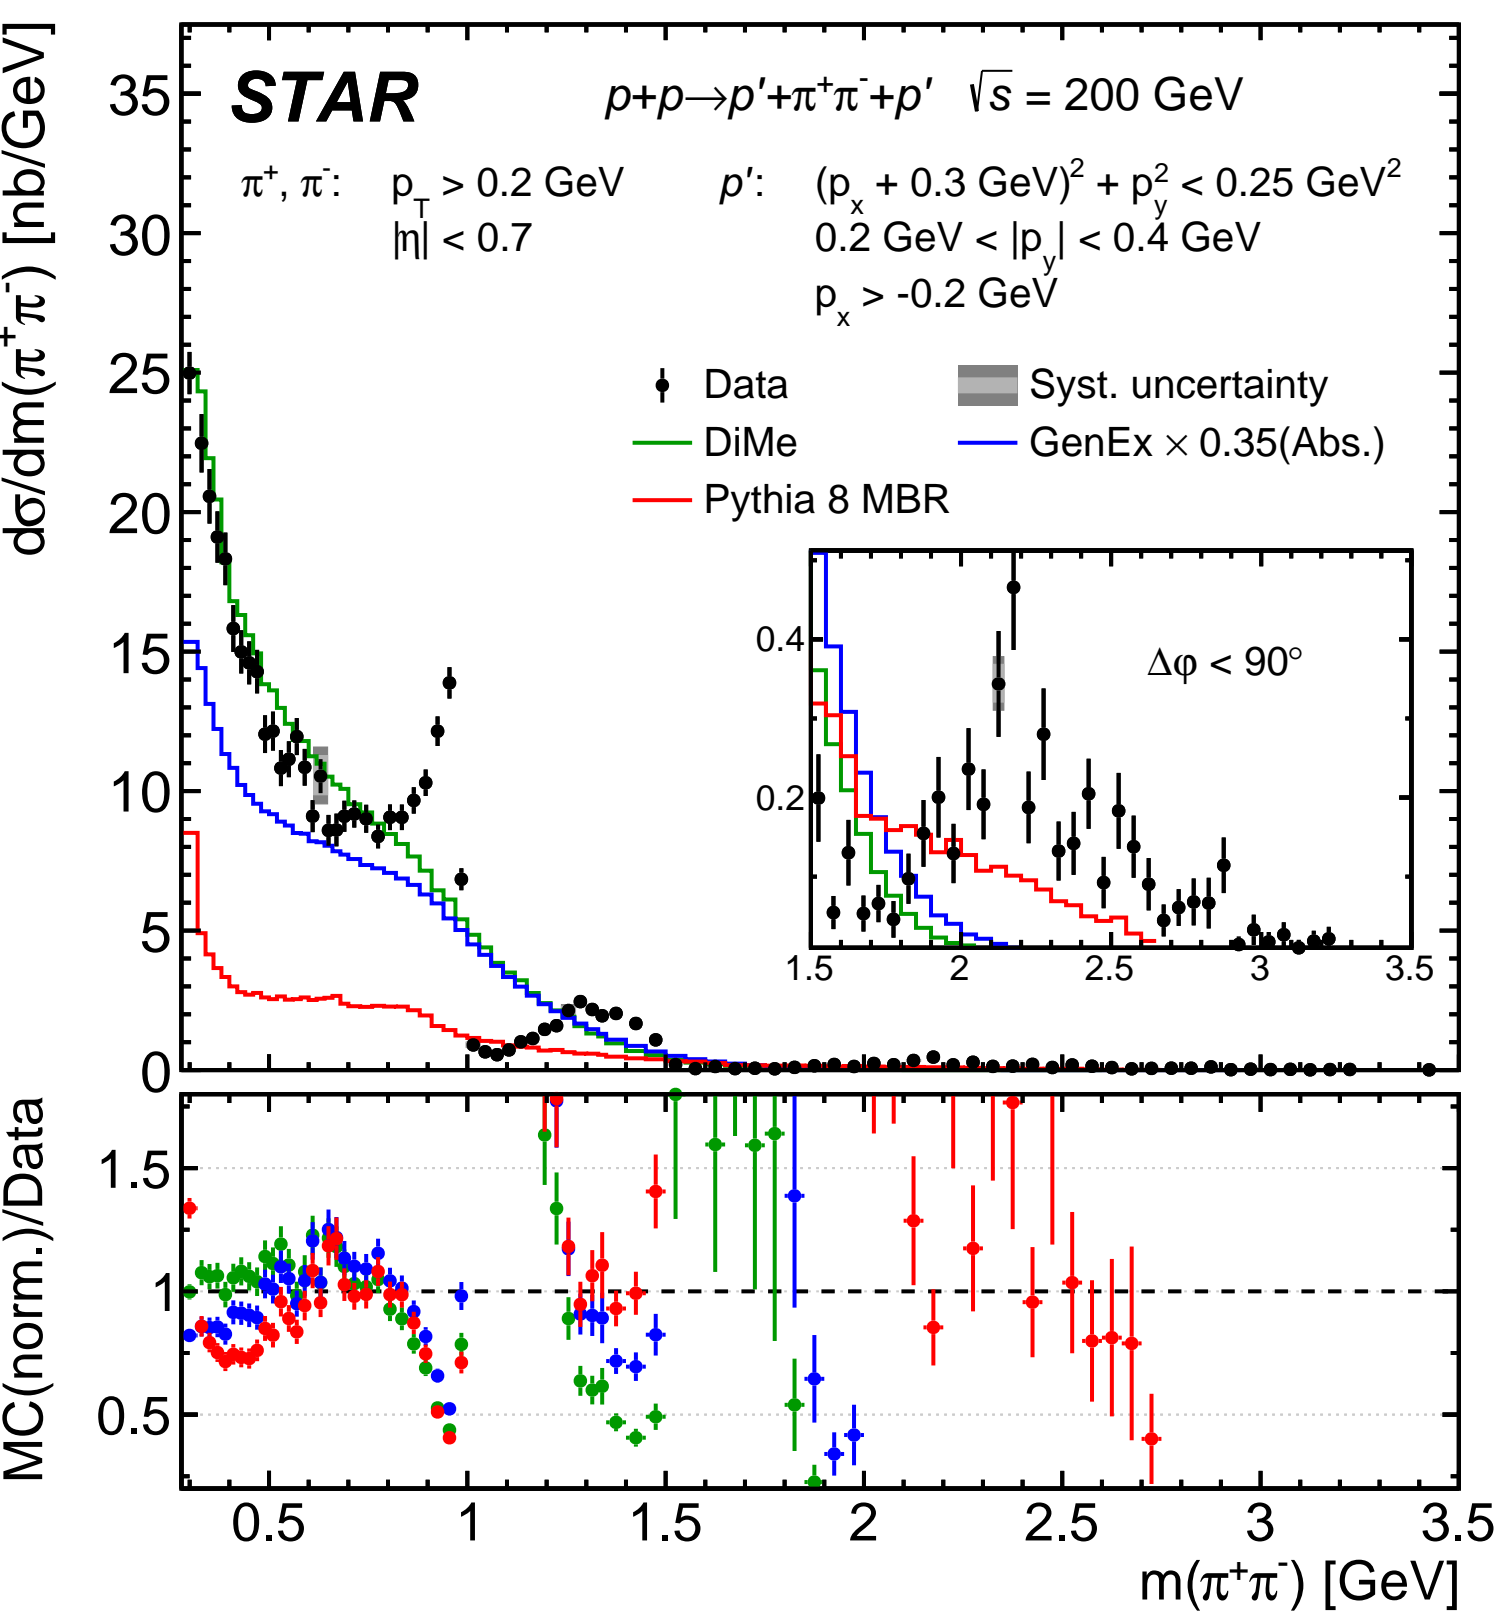 STAR
p+p→p′+π⁺π⁻+p′ √s = 200 GeV
π⁺, π⁻: p_T > 0.2 GeV
|η| < 0.7
p′: (p_x + 0.3 GeV)² + p_y² < 0.25 GeV²
0.2 GeV < |p_y| < 0.4 GeV
p_x > -0.2 GeV
Data
Syst. uncertainty
DiMe
GenEx × 0.35(Abs.)
Pythia 8 MBR
dσ/dm(π⁺π⁻) [nb/GeV]
35
30
25
20
15
10
5
0
Δφ < 90°
0.4
0.2
1.5 2 2.5 3 3.5
MC(norm.)/Data
1.5
1
0.5
0.5 1 1.5 2 2.5 3 3.5
m(π⁺π⁻) [GeV]